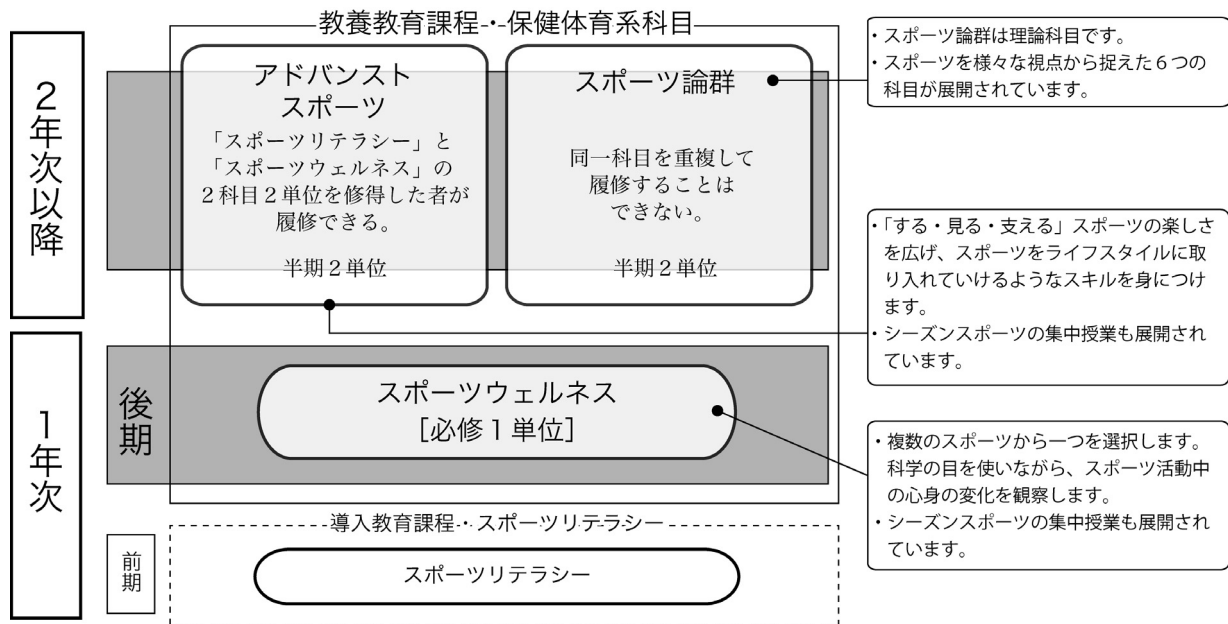 教養教育課程・保健体育系科目
2年次以降
アドバンスト
スポーツ
「スポーツリテラシー」と
「スポーツウェルネス」の
2科目2単位を修得した者が
履修できる。
半期2単位
スポーツ論群
同一科目を重複して
履修することは
できない。
半期2単位
・スポーツ論群は理論科目です。
・スポーツを様々な視点から捉えた6つの
科目が展開されています。
・「する・見る・支える」スポーツの楽しさ
を広げ、スポーツをライフスタイルに取
り入れていけるようなスキルを身につけ
ます。
・シーズンスポーツの集中授業も展開され
ています。
1年次
後期
スポーツウェルネス
［必修1単位］
・複数のスポーツから一つを選択します。
科学の目を使いながら、スポーツ活動中
の心身の変化を観察します。
・シーズンスポーツの集中授業も展開され
ています。
導入教育課程・スポーツリテラシー
前期
スポーツリテラシー